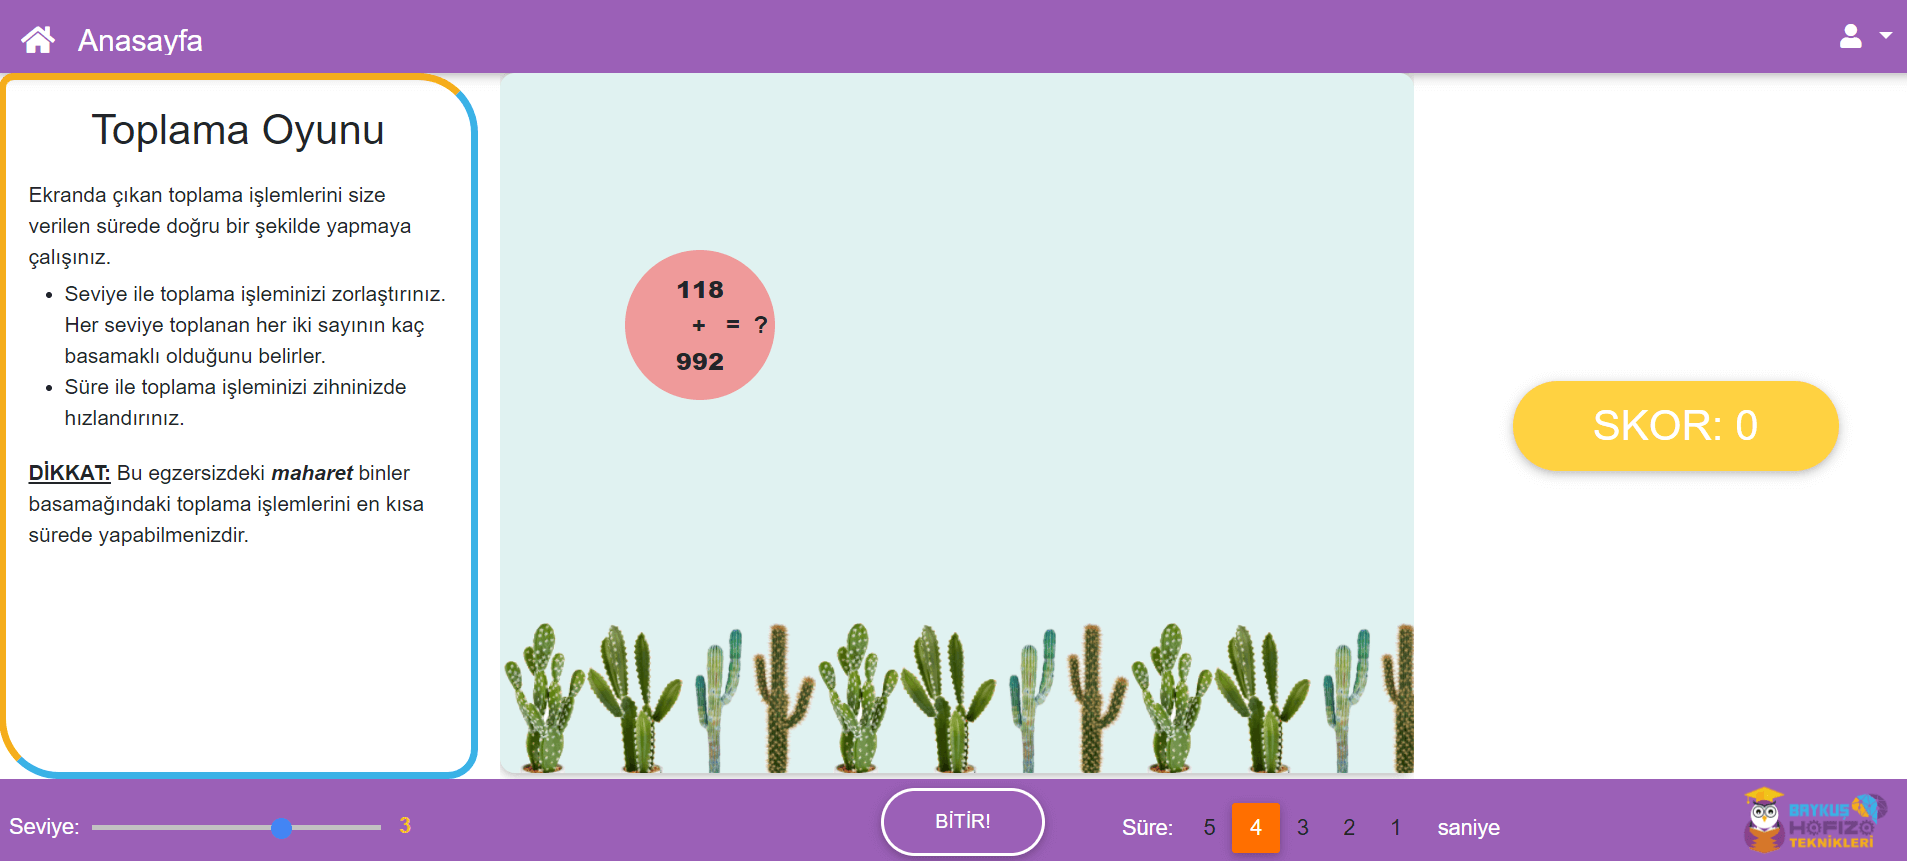 Anasayfa
Toplama Oyunu
Ekranda çıkan toplama işlemlerini size
verilen sürede doğru bir şekilde yapmaya
çalışınız.
• Seviye ile toplama işleminizi zorlaştırınız.
Her seviye toplanan her iki sayının kaç
basamaklı olduğunu belirler.
• Süre ile toplama işleminizi zihninizde
hızlandırınız.
DİKKAT: Bu egzersizdeki maharet binler
basamağındaki toplama işlemlerini en kısa
sürede yapabilmenizdir.
118
+ = ?
992
SKOR: 0
Seviye: 3
BİTİR!
Süre: 5 4 3 2 1 saniye
BAYKUŞ
HOFIZO
TEKNİKLERİ